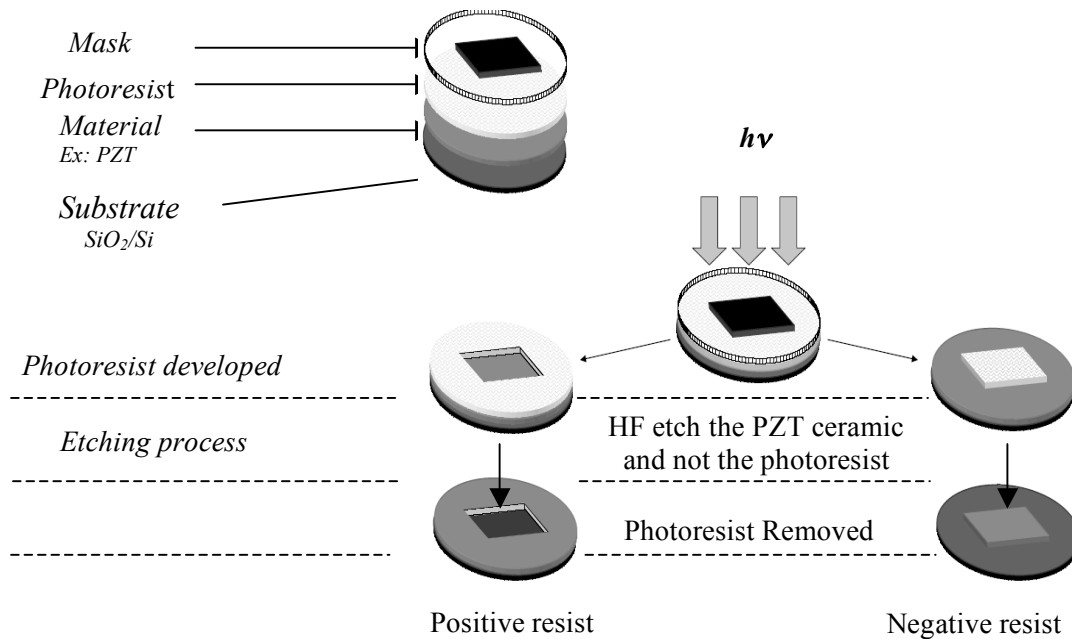 Mask
Photoresist
Material
Ex: PZT
Substrate
SiO₂/Si
hν
Photoresist developed
Etching process
HF etch the PZT ceramic
and not the photoresist
Photoresist Removed
Positive resist
Negative resist